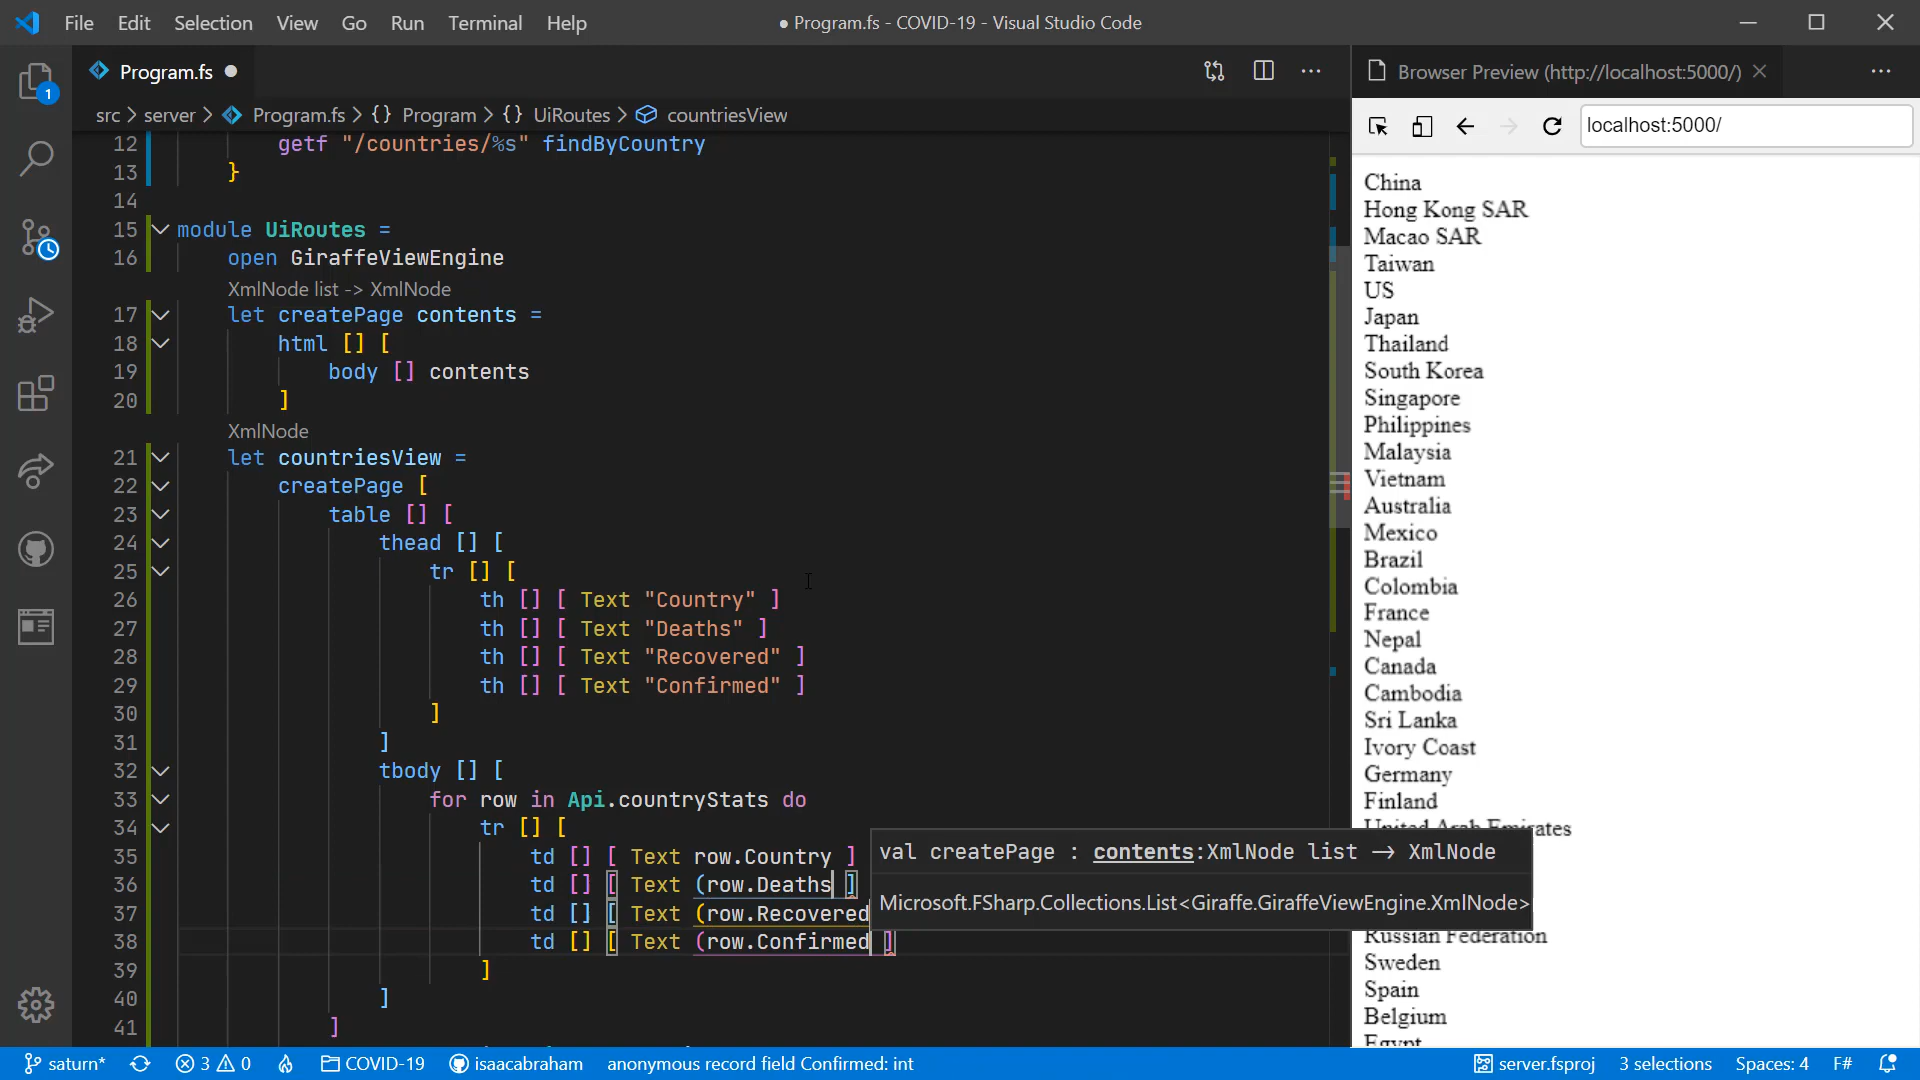 File Edit Selection View Go Run Terminal Help
● Program.fs - COVID-19 - Visual Studio Code
Program.fs ●
Browser Preview (http://localhost:5000/)
src > server > Program.fs > {} Program > {} UiRoutes > countriesView
localhost:5000/
12 getf "/countries/%s" findByCountry
13 }
14
15 module UiRoutes =
16 open GiraffeViewEngine
XmlNode list -> XmlNode
17 let createPage contents =
18 html [] [
19 body [] contents
20 ]
XmlNode
21 let countriesView =
22 createPage [
23 table [] [
24 thead [] [
25 tr [] [
26 th [] [ Text "Country" ]
27 th [] [ Text "Deaths" ]
28 th [] [ Text "Recovered" ]
29 th [] [ Text "Confirmed" ]
30 ]
31 ]
32 tbody [] [
33 for row in Api.countryStats do
34 tr [] [
35 td [] [ Text row.Country ]
36 td [] [ Text (row.Deaths ]
37 td [] [ Text (row.Recovered
38 td [] [ Text (row.Confirmed ]
39 ]
40 ]
41 ]
val createPage : contents:XmlNode list -> XmlNode
Microsoft.FSharp.Collections.List<Giraffe.GiraffeViewEngine.XmlNode>
China
Hong Kong SAR
Macao SAR
Taiwan
US
Japan
Thailand
South Korea
Singapore
Philippines
Malaysia
Vietnam
Australia
Mexico
Brazil
Colombia
France
Nepal
Canada
Cambodia
Sri Lanka
Ivory Coast
Germany
Finland
United Arab Emirates
Russian Federation
Sweden
Spain
Belgium
Egypt
1
saturn* 3 0 COVID-19 isaacabraham anonymous record field Confirmed: int server.fsproj 3 selections Spaces: 4 F#